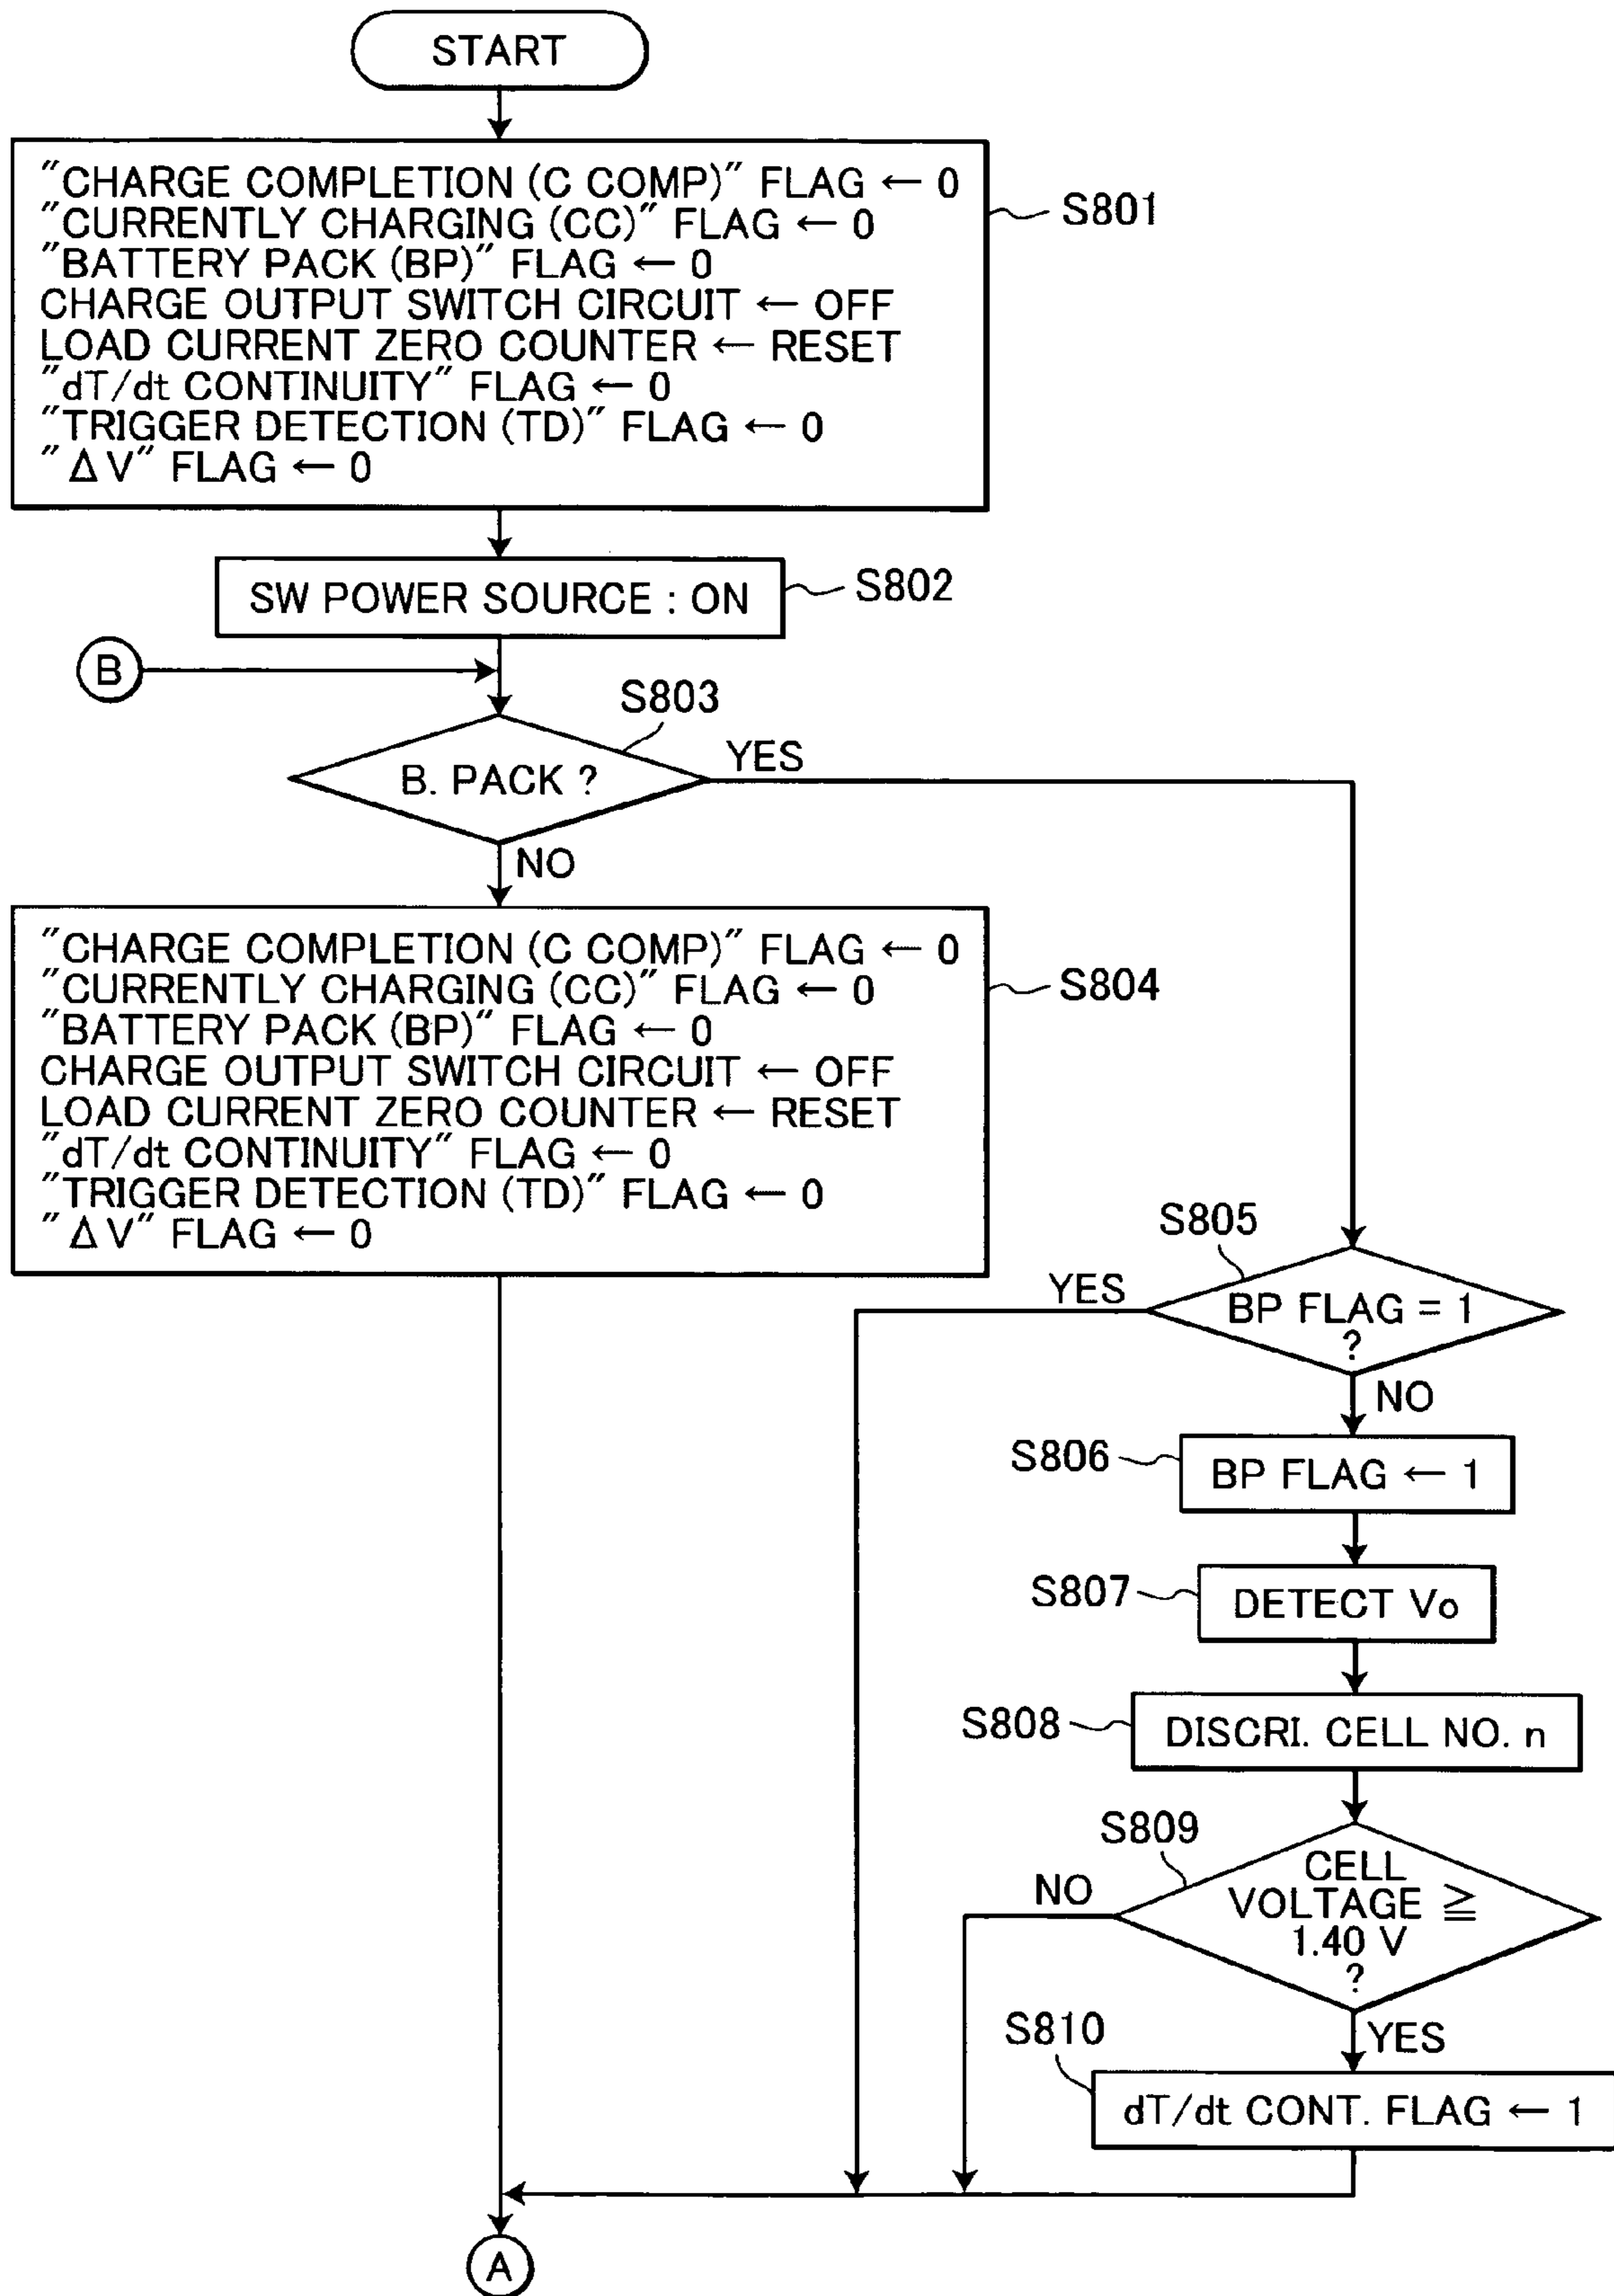 START
"CHARGE COMPLETION (C COMP)" FLAG ← 0
"CURRENTLY CHARGING (CC)" FLAG ← 0
"BATTERY PACK (BP)" FLAG ← 0
CHARGE OUTPUT SWITCH CIRCUIT ← OFF
LOAD CURRENT ZERO COUNTER ← RESET
"dT/dt CONTINUITY" FLAG ← 0
"TRIGGER DETECTION (TD)" FLAG ← 0
"ΔV" FLAG ← 0
S801
SW POWER SOURCE : ON
S802
B
S803
B. PACK ?
YES
NO
"CHARGE COMPLETION (C COMP)" FLAG ← 0
"CURRENTLY CHARGING (CC)" FLAG ← 0
"BATTERY PACK (BP)" FLAG ← 0
CHARGE OUTPUT SWITCH CIRCUIT ← OFF
LOAD CURRENT ZERO COUNTER ← RESET
"dT/dt CONTINUITY" FLAG ← 0
"TRIGGER DETECTION (TD)" FLAG ← 0
"ΔV" FLAG ← 0
S804
S805
YES
BP FLAG = 1
?
NO
S806
BP FLAG ← 1
S807
DETECT Vo
S808
DISCRI. CELL NO. n
S809
NO
CELL
VOLTAGE ≧
1.40 V
?
YES
S810
dT/dt CONT. FLAG ← 1
A